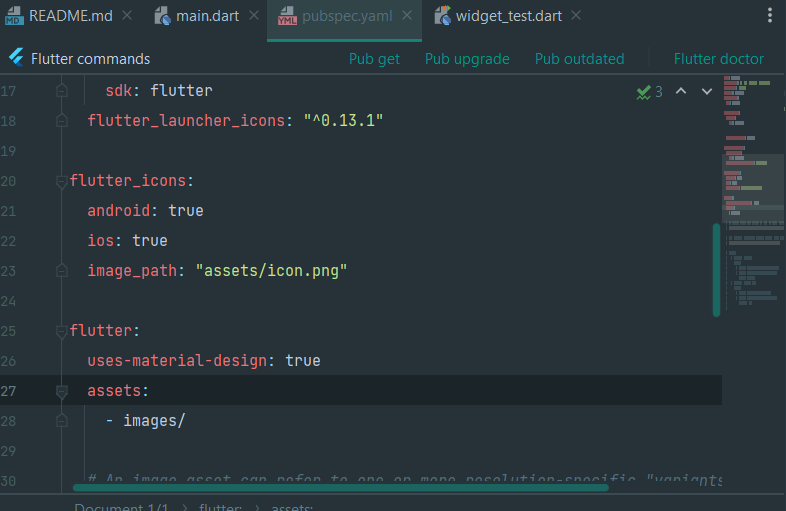 README.md main.dart pubspec.yaml widget_test.dart
Flutter commands Pub get Pub upgrade Pub outdated Flutter doctor
17 sdk: flutter 3
18 flutter_launcher_icons: "^0.13.1"
19
20 flutter_icons:
21 android: true
22 ios: true
23 image_path: "assets/icon.png"
24
25 flutter:
26 uses-material-design: true
27 assets:
28 - images/
29
30 # An image asset can refer to one or more resolution-specific "variants
Document 1/1 > flutter: > assets: